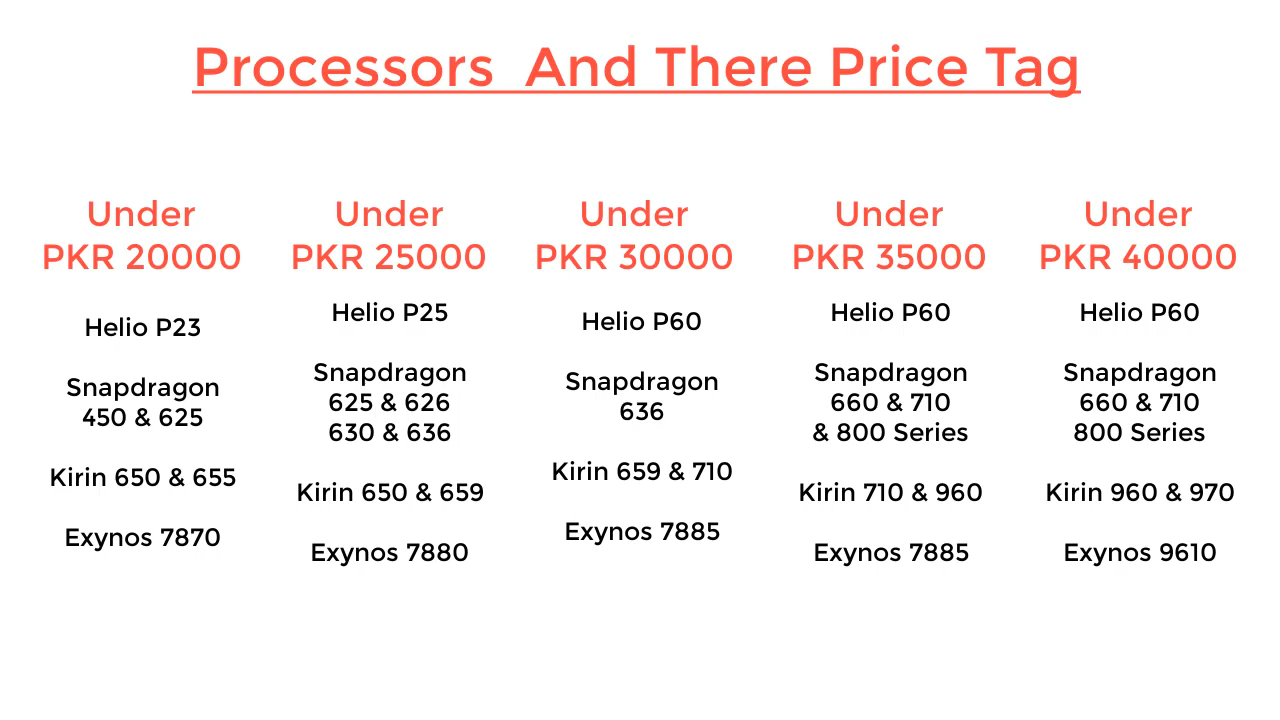 Processors And There Price Tag
Under
PKR 20000
Helio P23
Snapdragon
450 & 625
Kirin 650 & 655
Exynos 7870
Under
PKR 25000
Helio P25
Snapdragon
625 & 626
630 & 636
Kirin 650 & 659
Exynos 7880
Under
PKR 30000
Helio P60
Snapdragon
636
Kirin 659 & 710
Exynos 7885
Under
PKR 35000
Helio P60
Snapdragon
660 & 710
& 800 Series
Kirin 710 & 960
Exynos 7885
Under
PKR 40000
Helio P60
Snapdragon
660 & 710
800 Series
Kirin 960 & 970
Exynos 9610